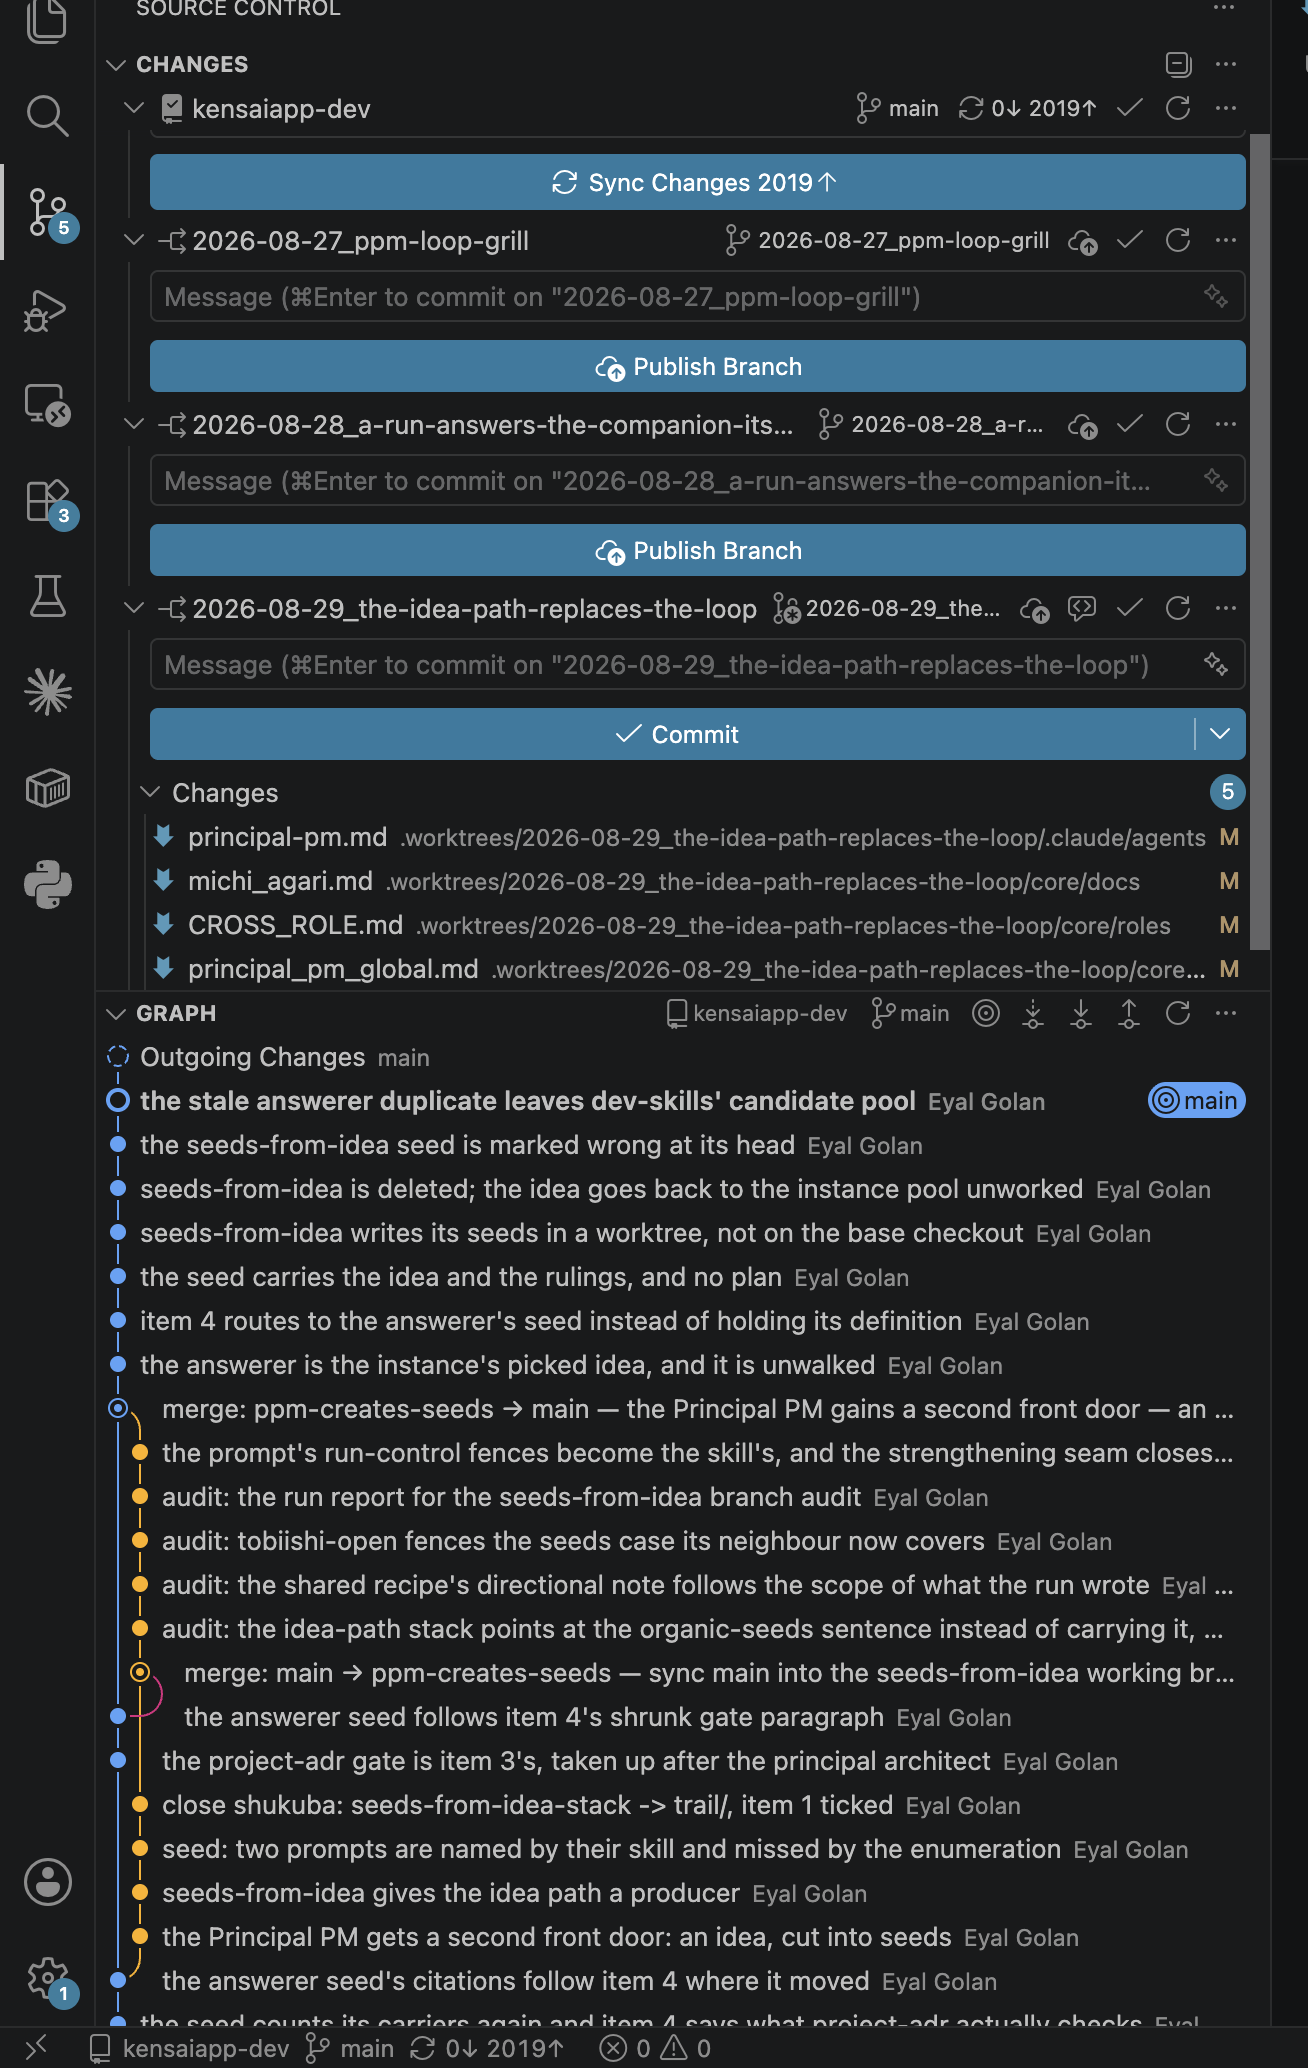 SOURCE CONTROL
CHANGES
kensaiapp-dev main 0↓ 2019↑
Sync Changes 2019↑
5
2026-08-27_ppm-loop-grill 2026-08-27_ppm-loop-grill
Message (⌘Enter to commit on "2026-08-27_ppm-loop-grill")
Publish Branch
2026-08-28_a-run-answers-the-companion-its... 2026-08-28_a-r...
Message (⌘Enter to commit on "2026-08-28_a-run-answers-the-companion-it...
3
Publish Branch
2026-08-29_the-idea-path-replaces-the-loop 2026-08-29_the...
Message (⌘Enter to commit on "2026-08-29_the-idea-path-replaces-the-loop")
Commit
Changes 5
principal-pm.md .worktrees/2026-08-29_the-idea-path-replaces-the-loop/.claude/agents M
michi_agari.md .worktrees/2026-08-29_the-idea-path-replaces-the-loop/core/docs M
CROSS_ROLE.md .worktrees/2026-08-29_the-idea-path-replaces-the-loop/core/roles M
principal_pm_global.md .worktrees/2026-08-29_the-idea-path-replaces-the-loop/core... M
GRAPH kensaiapp-dev main
Outgoing Changes main
the stale answerer duplicate leaves dev-skills' candidate pool Eyal Golan main
the seeds-from-idea seed is marked wrong at its head Eyal Golan
seeds-from-idea is deleted; the idea goes back to the instance pool unworked Eyal Golan
seeds-from-idea writes its seeds in a worktree, not on the base checkout Eyal Golan
the seed carries the idea and the rulings, and no plan Eyal Golan
item 4 routes to the answerer's seed instead of holding its definition Eyal Golan
the answerer is the instance's picked idea, and it is unwalked Eyal Golan
merge: ppm-creates-seeds → main — the Principal PM gains a second front door — an ...
the prompt's run-control fences become the skill's, and the strengthening seam closes...
audit: the run report for the seeds-from-idea branch audit Eyal Golan
audit: tobiishi-open fences the seeds case its neighbour now covers Eyal Golan
audit: the shared recipe's directional note follows the scope of what the run wrote Eyal ...
audit: the idea-path stack points at the organic-seeds sentence instead of carrying it, ...
merge: main → ppm-creates-seeds — sync main into the seeds-from-idea working br...
the answerer seed follows item 4's shrunk gate paragraph Eyal Golan
the project-adr gate is item 3's, taken up after the principal architect Eyal Golan
close shukuba: seeds-from-idea-stack -> trail/, item 1 ticked Eyal Golan
seed: two prompts are named by their skill and missed by the enumeration Eyal Golan
seeds-from-idea gives the idea path a producer Eyal Golan
the Principal PM gets a second front door: an idea, cut into seeds Eyal Golan
the answerer seed's citations follow item 4 where it moved Eyal Golan
1
the seed counts its carriers again and item 4 says what project-adr actually checks Eyal
kensaiapp-dev main 0↓ 2019↑ 0 0